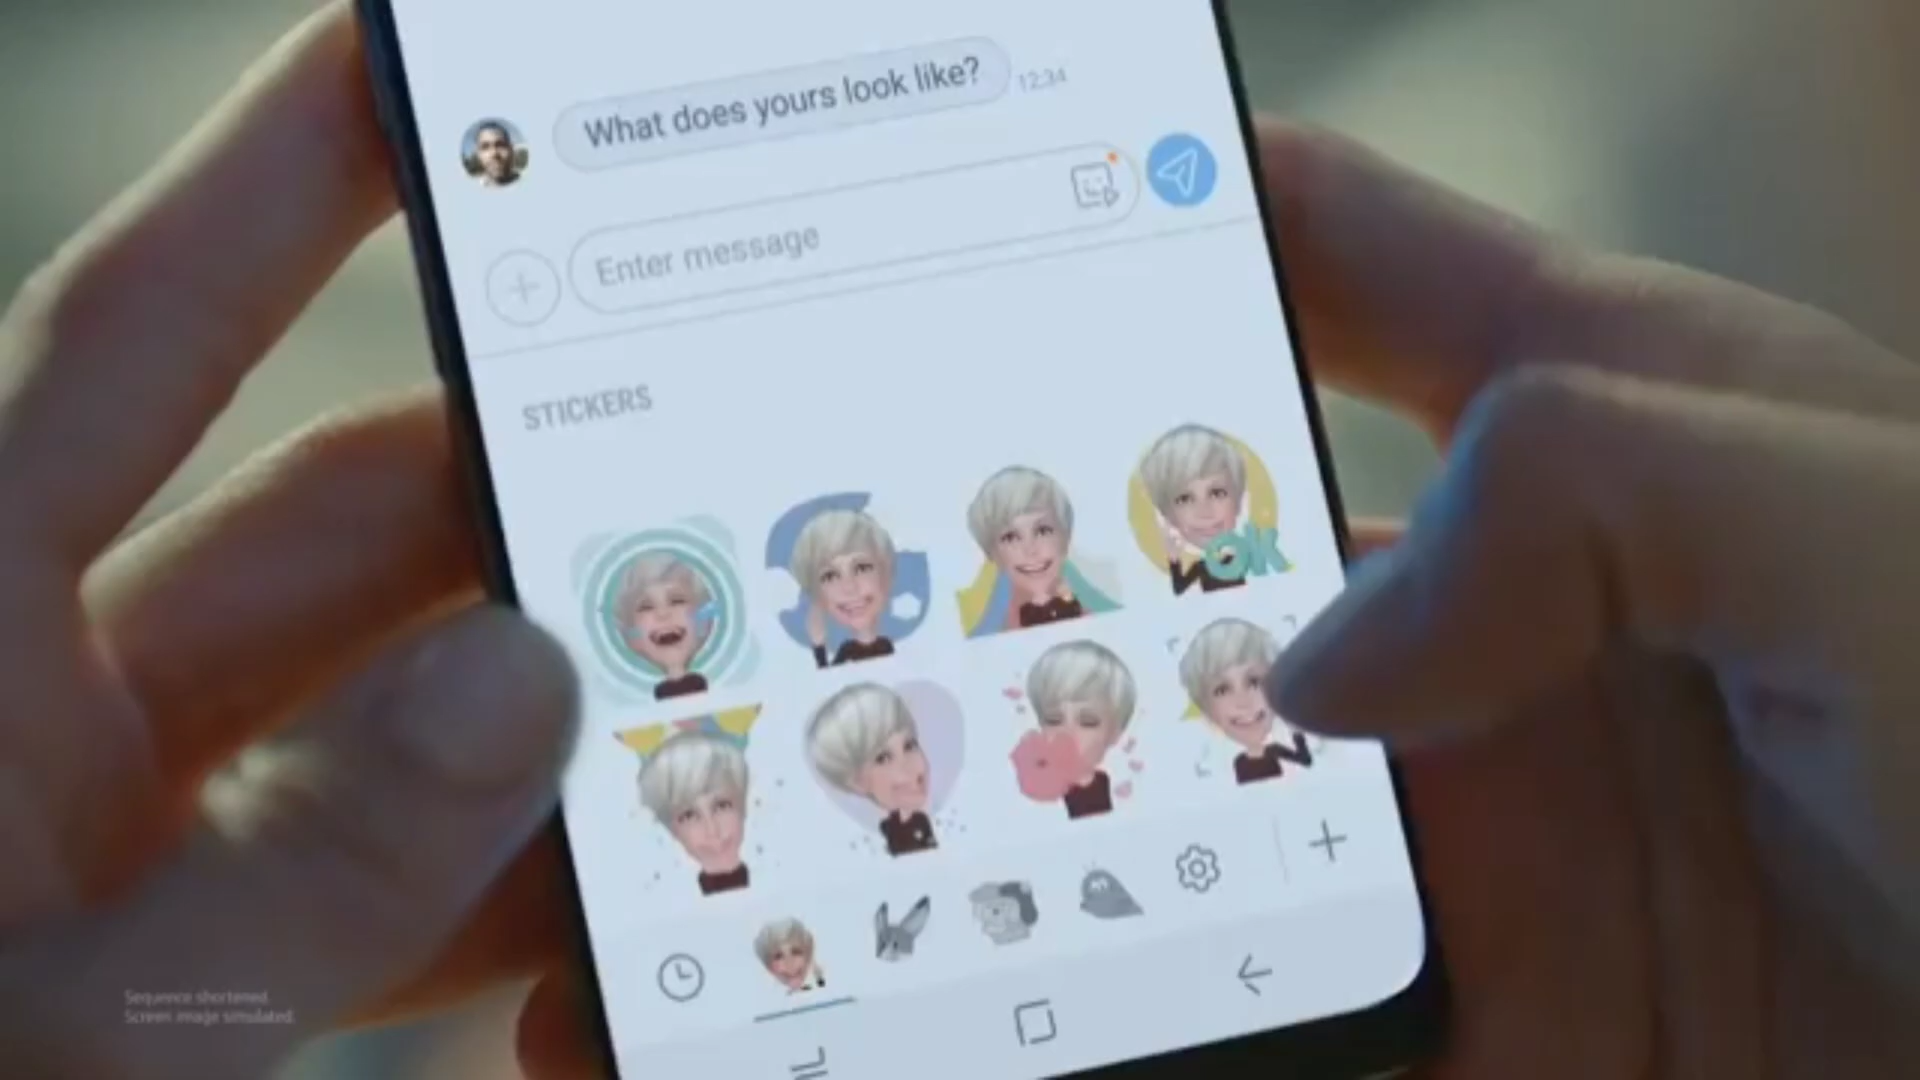 What does yours look like?
12:34
Enter message
STICKERS
OK
Sequence shortened.
Screen image simulated.